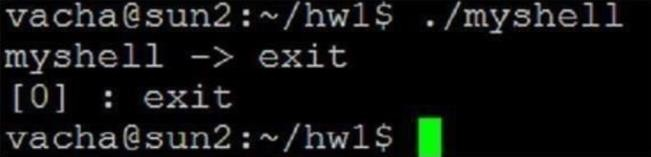 vacha@sun2:~/hw1$ ./myshell
myshell -> exit
[0] : exit
vacha@sun2:~/hw1$